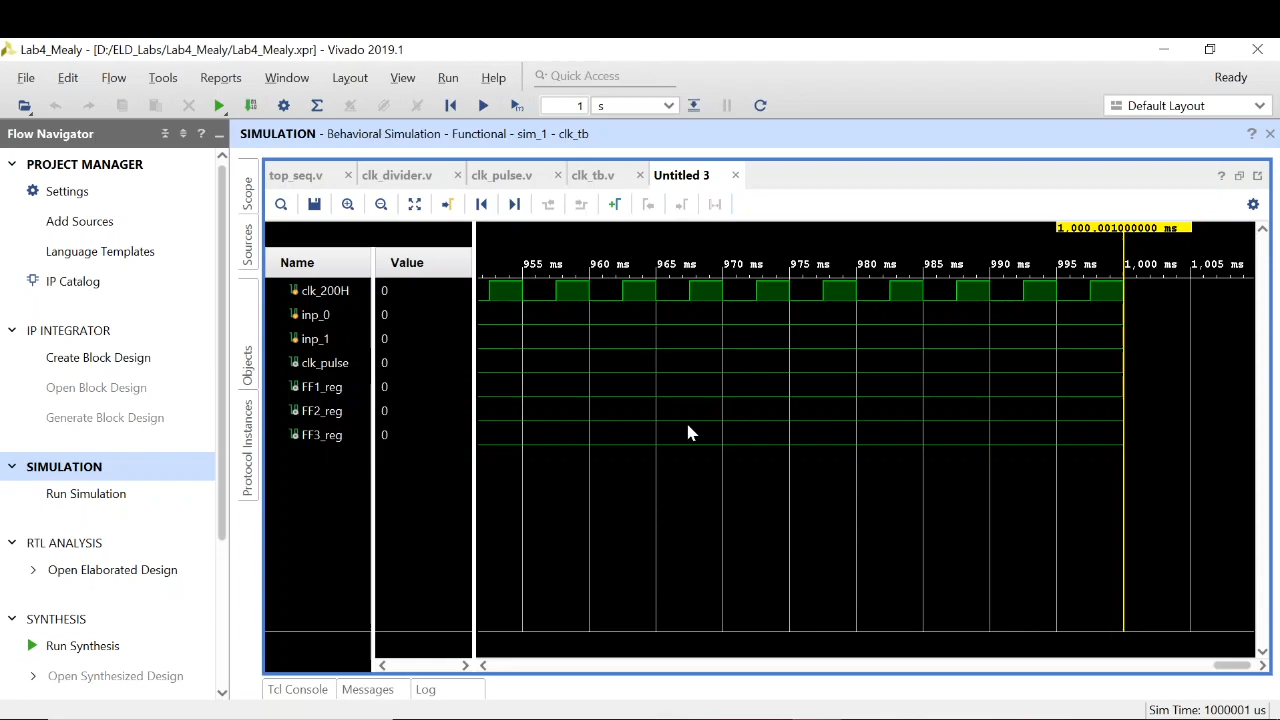 Lab4_Mealy - [D:/ELD_Labs/Lab4_Mealy/Lab4_Mealy.xpr] - Vivado 2019.1
File Edit Flow Tools Reports Window Layout View Run Help Quick Access Ready
1 s Default Layout
Flow Navigator
SIMULATION - Behavioral Simulation - Functional - sim_1 - clk_tb
PROJECT MANAGER
Settings
Add Sources
Language Templates
IP Catalog
IP INTEGRATOR
Create Block Design
Open Block Design
Generate Block Design
SIMULATION
Run Simulation
RTL ANALYSIS
Open Elaborated Design
SYNTHESIS
Run Synthesis
Open Synthesized Design
Scope
Sources
Objects
Protocol Instances
top_seq.v clk_divider.v clk_pulse.v clk_tb.v Untitled 3
1,000.001000000 ms
Name Value
955 ms 960 ms 965 ms 970 ms 975 ms 980 ms 985 ms 990 ms 995 ms 1,000 ms 1,005 ms
clk_200H 0
inp_0 0
inp_1 0
clk_pulse 0
FF1_reg 0
FF2_reg 0
FF3_reg 0
Tcl Console Messages Log
Sim Time: 1000001 us